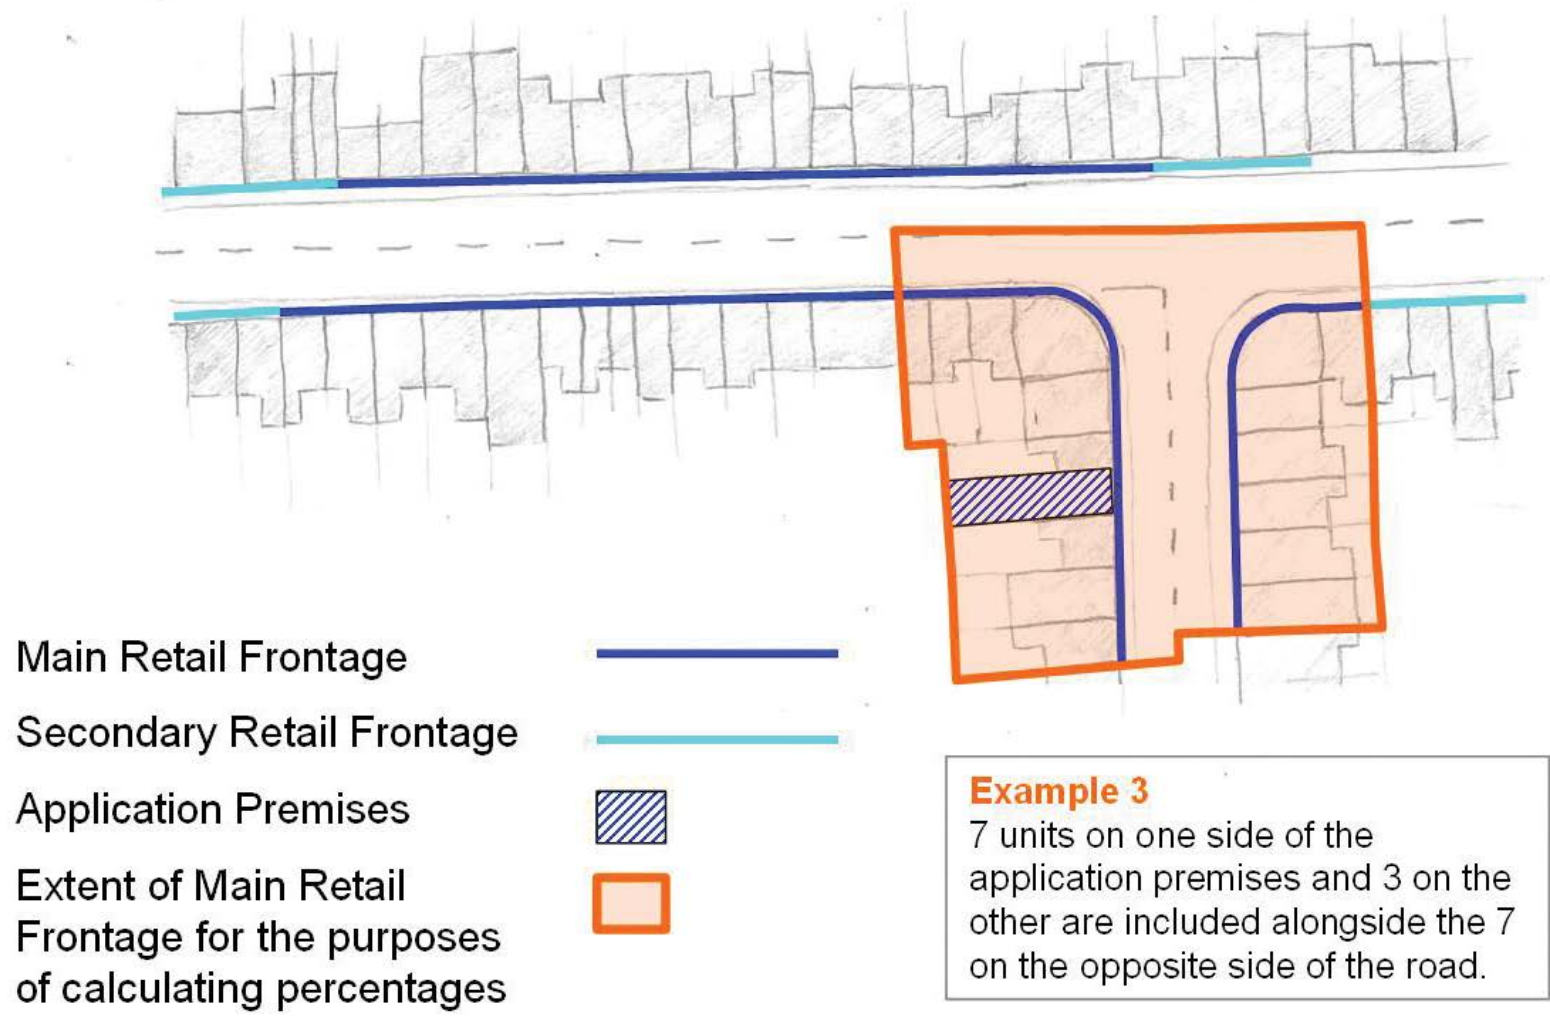 Main Retail Frontage
Secondary Retail Frontage
Application Premises
Extent of Main Retail
Frontage for the purposes
of calculating percentages
Example 3
7 units on one side of the
application premises and 3 on the
other are included alongside the 7
on the opposite side of the road.